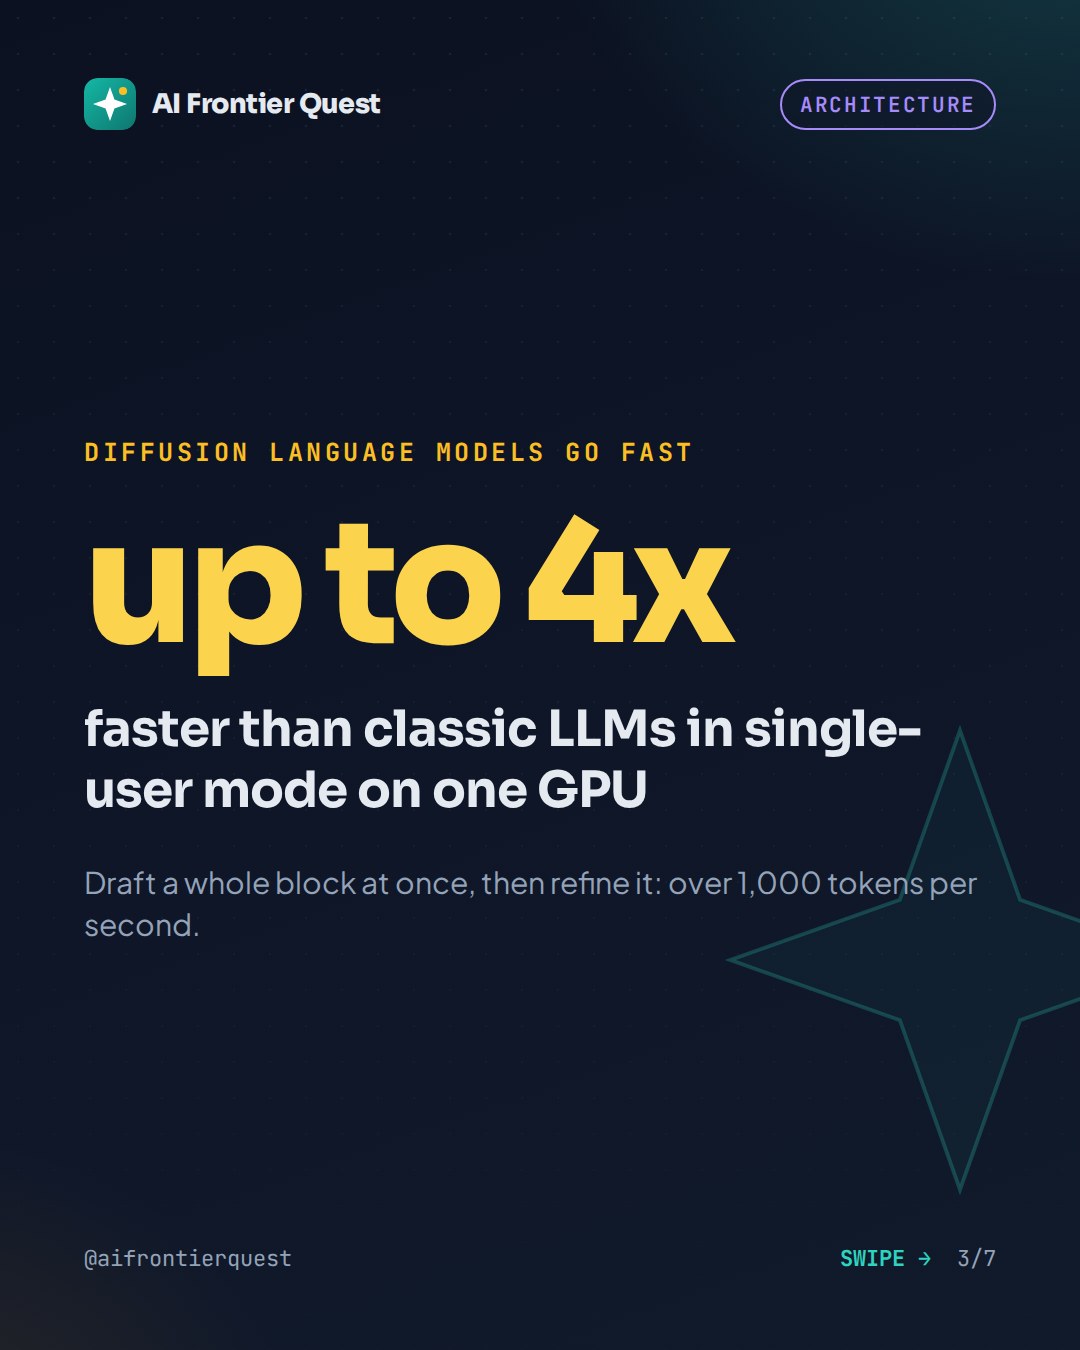 AI Frontier Quest
ARCHITECTURE
DIFFUSION LANGUAGE MODELS GO FAST
up to 4x
faster than classic LLMs in single-
user mode on one GPU
Draft a whole block at once, then refine it: over 1,000 tokens per
second.
@aifrontierquest
SWIPE → 3/7